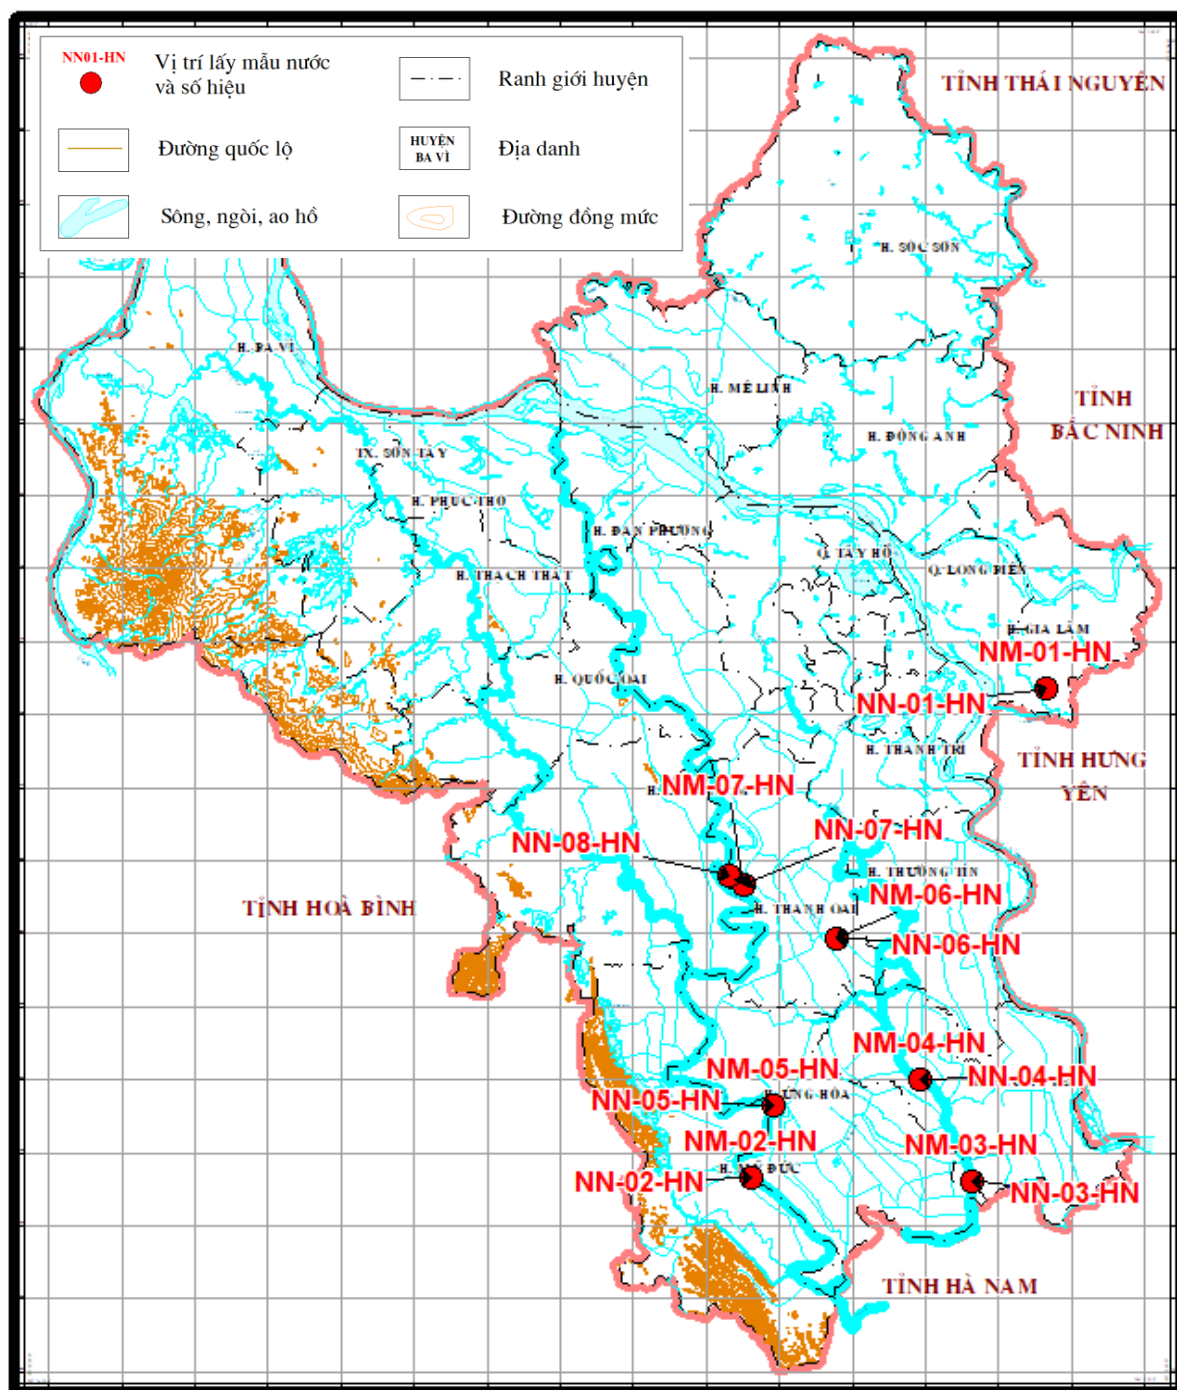 NN01-HN
Vị trí lấy mẫu nước
và số hiệu
Ranh giới huyện
Đường quốc lộ
HUYỆN
BA VÌ
Địa danh
Sông, ngòi, ao hồ
Đường đồng mức
TỈNH THÁI NGUYÊN
H. SÓC SƠN
H. BA VÌ
H. MÊ LINH
TỈNH
BẮC NINH
H. ĐÔNG ANH
TX. SƠN TÂY
H. PHÚC THỌ
H. ĐAN PHƯỢNG
Q. TÂY HỒ
Q. LONG BIÊN
H. THẠCH THẤT
H. GIA LÂM
NM-01-HN
H. QUỐC OAI
NN-01-HN
H. THANH TRÌ
TỈNH HƯNG
YÊN
NM-07-HN
NN-07-HN
NN-08-HN
H. THƯỜNG TÍN
NM-06-HN
TỈNH HOÀ BÌNH
H. THANH OAI
NN-06-HN
NM-04-HN
NM-05-HN
NN-04-HN
H. ỨNG HÒA
NN-05-HN
NM-02-HN
NM-03-HN
H. MỸ ĐỨC
NN-02-HN
NN-03-HN
TỈNH HÀ NAM